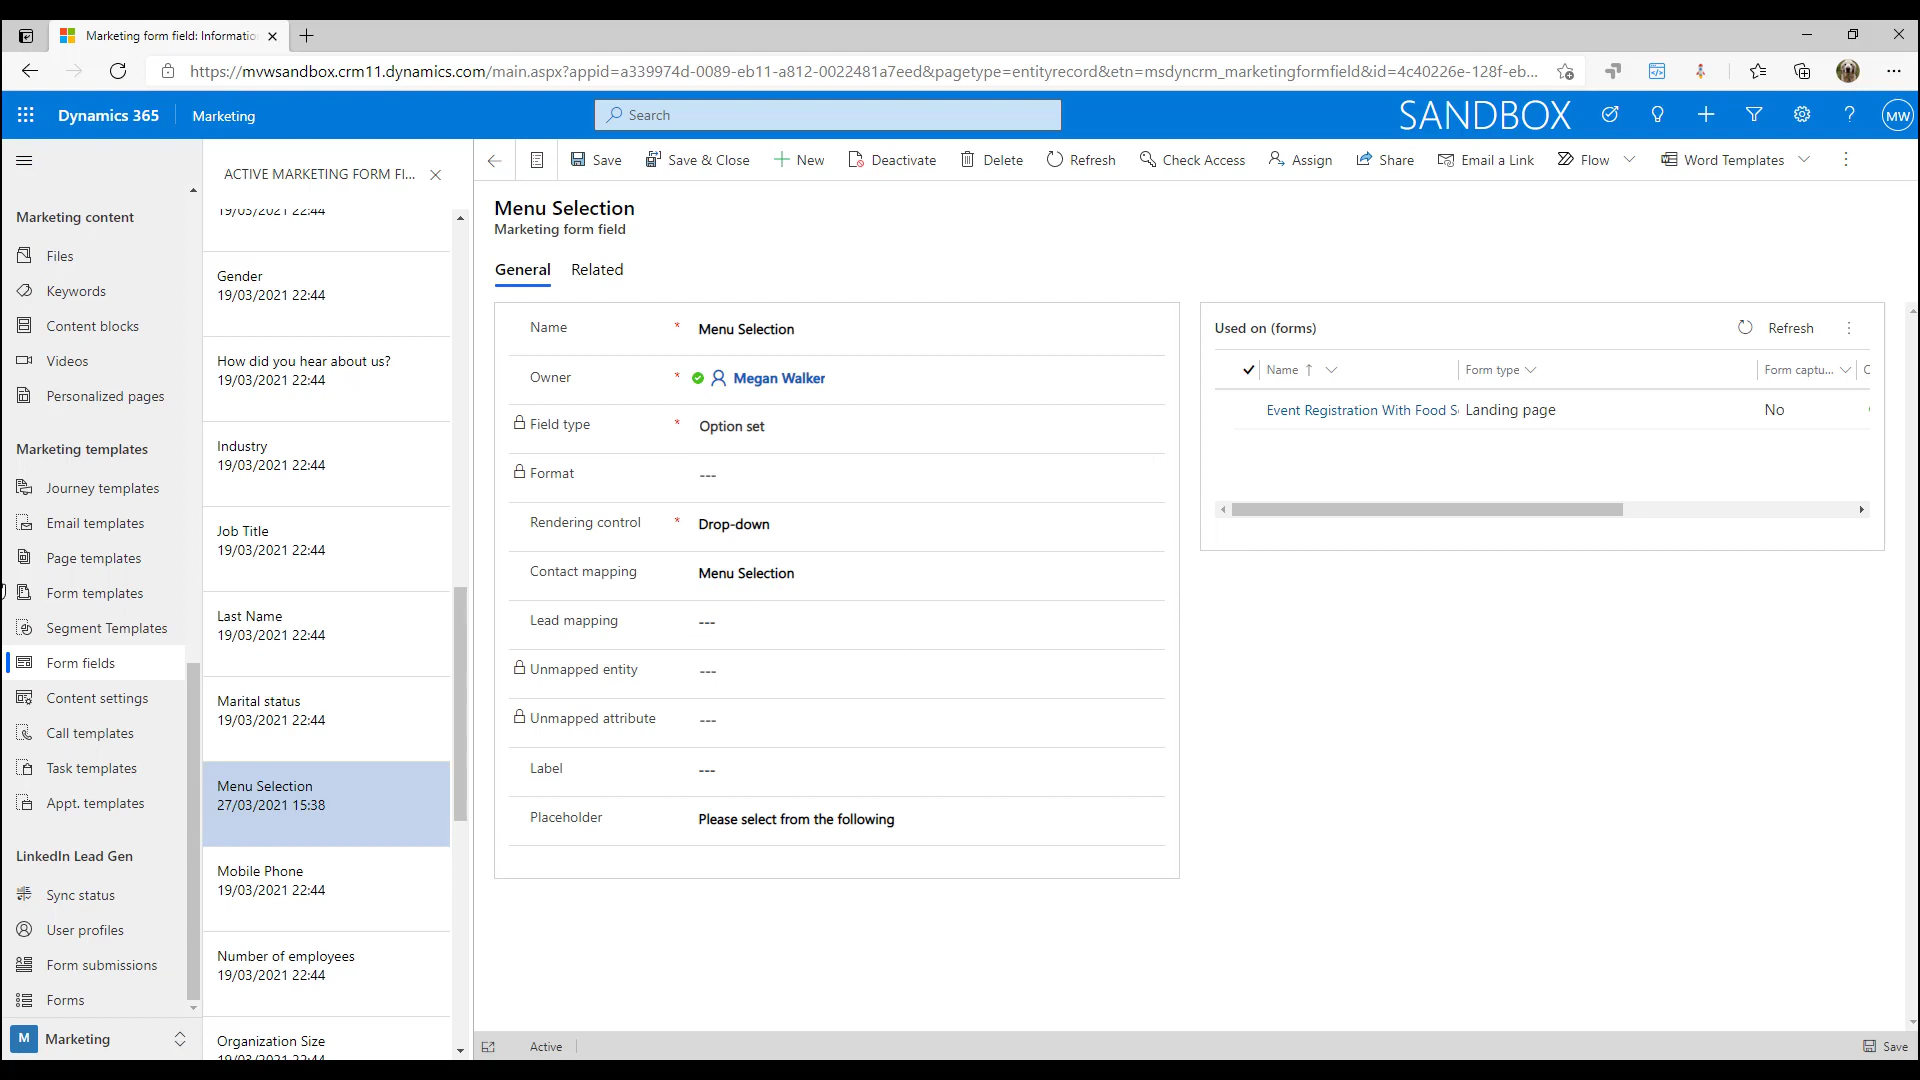 Marketing form field: Informatio
https://mvwsandbox.crm11.dynamics.com/main.aspx?appid=a339974d-0089-eb11-a812-0022481a7eed&pagetype=entityrecord&etn=msdyncrm_marketingformfield&id=4c40226e-128f-eb...
Dynamics 365
Marketing
Search
SANDBOX
MW
Save
Save & Close
New
Deactivate
Delete
Refresh
Check Access
Assign
Share
Email a Link
Flow
Word Templates
Marketing content
Files
Keywords
Content blocks
Videos
Personalized pages
Marketing templates
Journey templates
Email templates
Page templates
Form templates
Segment Templates
Form fields
Content settings
Call templates
Task templates
Appt. templates
LinkedIn Lead Gen
Sync status
User profiles
Form submissions
Forms
M Marketing
ACTIVE MARKETING FORM FI...
19/03/2021 22:44
Gender
19/03/2021 22:44
How did you hear about us?
19/03/2021 22:44
Industry
19/03/2021 22:44
Job Title
19/03/2021 22:44
Last Name
19/03/2021 22:44
Marital status
19/03/2021 22:44
Menu Selection
27/03/2021 15:38
Mobile Phone
19/03/2021 22:44
Number of employees
19/03/2021 22:44
Organization Size
19/03/2021 22:44
Menu Selection
Marketing form field
General
Related
Name * Menu Selection
Owner * Megan Walker
Field type * Option set
Format ---
Rendering control * Drop-down
Contact mapping Menu Selection
Lead mapping ---
Unmapped entity ---
Unmapped attribute ---
Label ---
Placeholder Please select from the following
Used on (forms)
Refresh
Name
Form type
Form captu...
Event Registration With Food S
Landing page
No
Active
Save